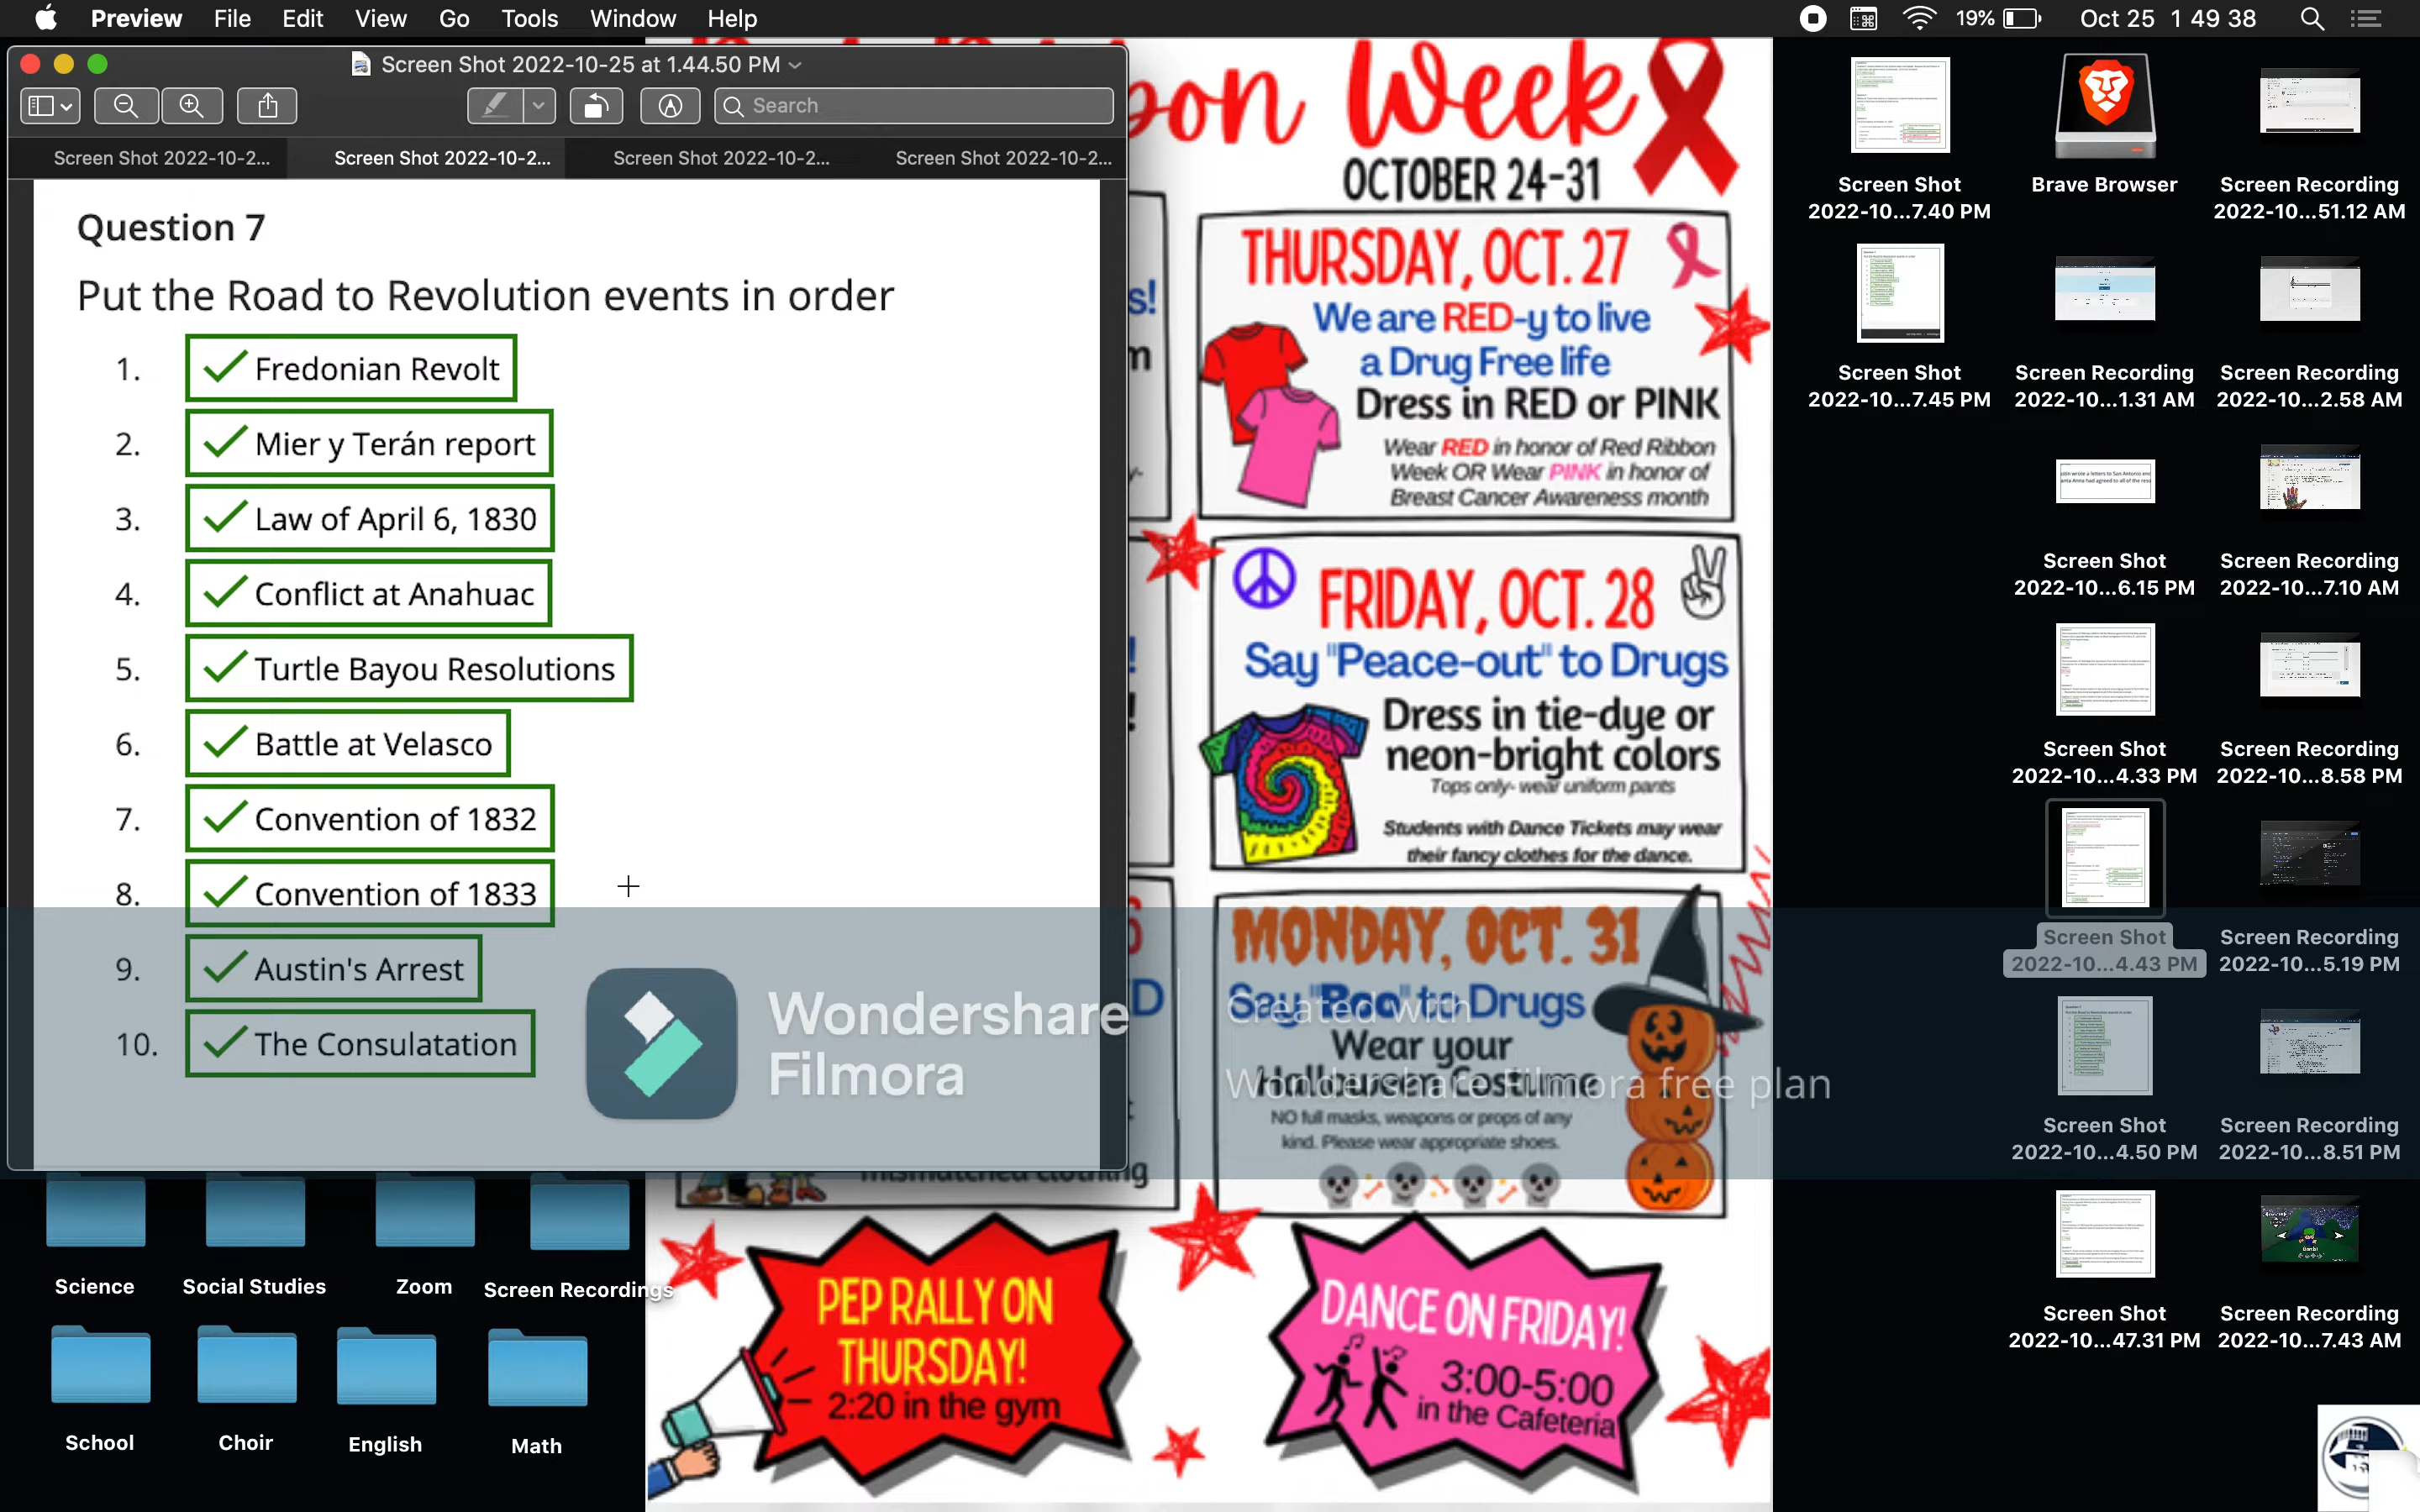 Preview File Edit View Go Tools Window Help
19% Oct 25 1 49 38
Screen Shot 2022-10-25 at 1.44.50 PM
Search
Screen Shot 2022-10-2... Screen Shot 2022-10-2... Screen Shot 2022-10-2... Screen Shot 2022-10-2...
Question 7
Put the Road to Revolution events in order
1. Fredonian Revolt
2. Mier y Terán report
3. Law of April 6, 1830
4. Conflict at Anahuac
5. Turtle Bayou Resolutions
6. Battle at Velasco
7. Convention of 1832
8. Convention of 1833
9. Austin's Arrest
10. The Consulatation
Week
OCTOBER 24-31
THURSDAY, OCT. 27
We are RED-y to live
a Drug Free life
Dress in RED or PINK
Wear RED in honor of Red Ribbon
Week OR Wear PINK in honor of
Breast Cancer Awareness month
FRIDAY, OCT. 28
Say "Peace-out" to Drugs
Dress in tie-dye or
neon-bright colors
Tops only- wear uniform pants
Students with Dance Tickets may wear
their fancy clothes for the dance.
MONDAY, OCT. 31
Say "Boo" to Drugs
Wear your
Halloween Costume
NO full masks, weapons or props of any
kind. Please wear appropriate shoes.
mismatched clothing
PEP RALLY ON
THURSDAY!
2:20 in the gym
DANCE ON FRIDAY!
3:00-5:00
in the Cafeteria
Wondershare
Filmora
Created with
Wondershare Filmora free plan
Science Social Studies Zoom Screen Recordings
School Choir English Math
Screen Shot
2022-10...7.40 PM
Brave Browser
Screen Recording
2022-10...51.12 AM
Screen Shot
2022-10...7.45 PM
Screen Recording
2022-10...1.31 AM
Screen Recording
2022-10...2.58 AM
Screen Shot
2022-10...6.15 PM
Screen Recording
2022-10...7.10 AM
Screen Shot
2022-10...4.33 PM
Screen Recording
2022-10...8.58 PM
Screen Shot
2022-10...4.43 PM
Screen Recording
2022-10...5.19 PM
Screen Shot
2022-10...4.50 PM
Screen Recording
2022-10...8.51 PM
Screen Shot
2022-10...47.31 PM
Screen Recording
2022-10...7.43 AM